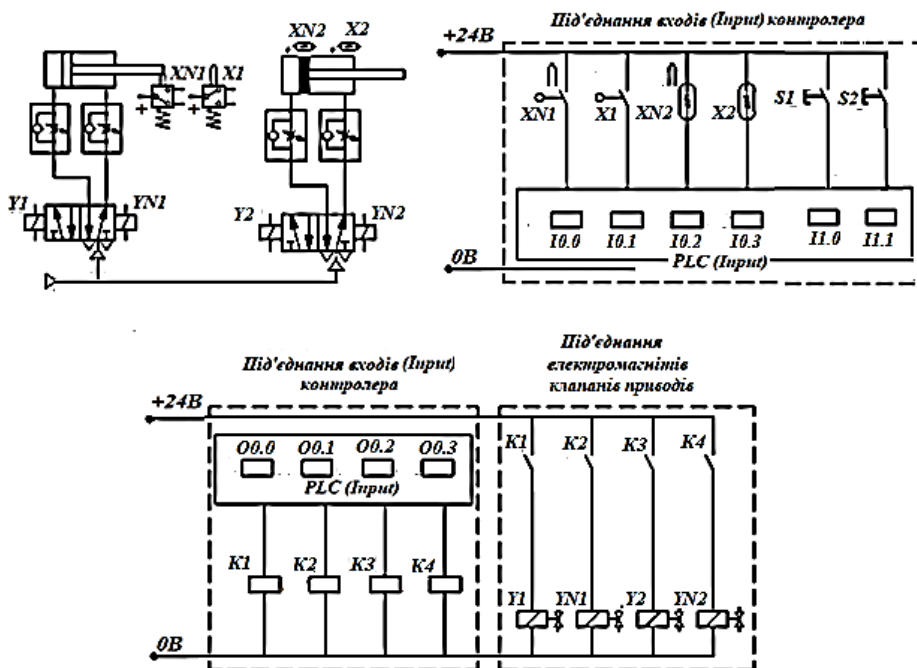 XN2 X2
XN1 X1
Y1 YN1
Y2 YN2
Під'єднання входів (Input) контролера
+24В
XN1 X1 XN2 X2 S1 S2
I0.0 I0.1 I0.2 I0.3 I1.0 I1.1
PLC (Input)
0В
Під'єднання входів (Input)
контролера
+24В
O0.0 O0.1 O0.2 O0.3
PLC (Input)
K1 K2 K3 K4
0В
Під'єднання
електромагнітів
клапанів приводів
K1 K2 K3 K4
Y1 YN1 Y2 YN2